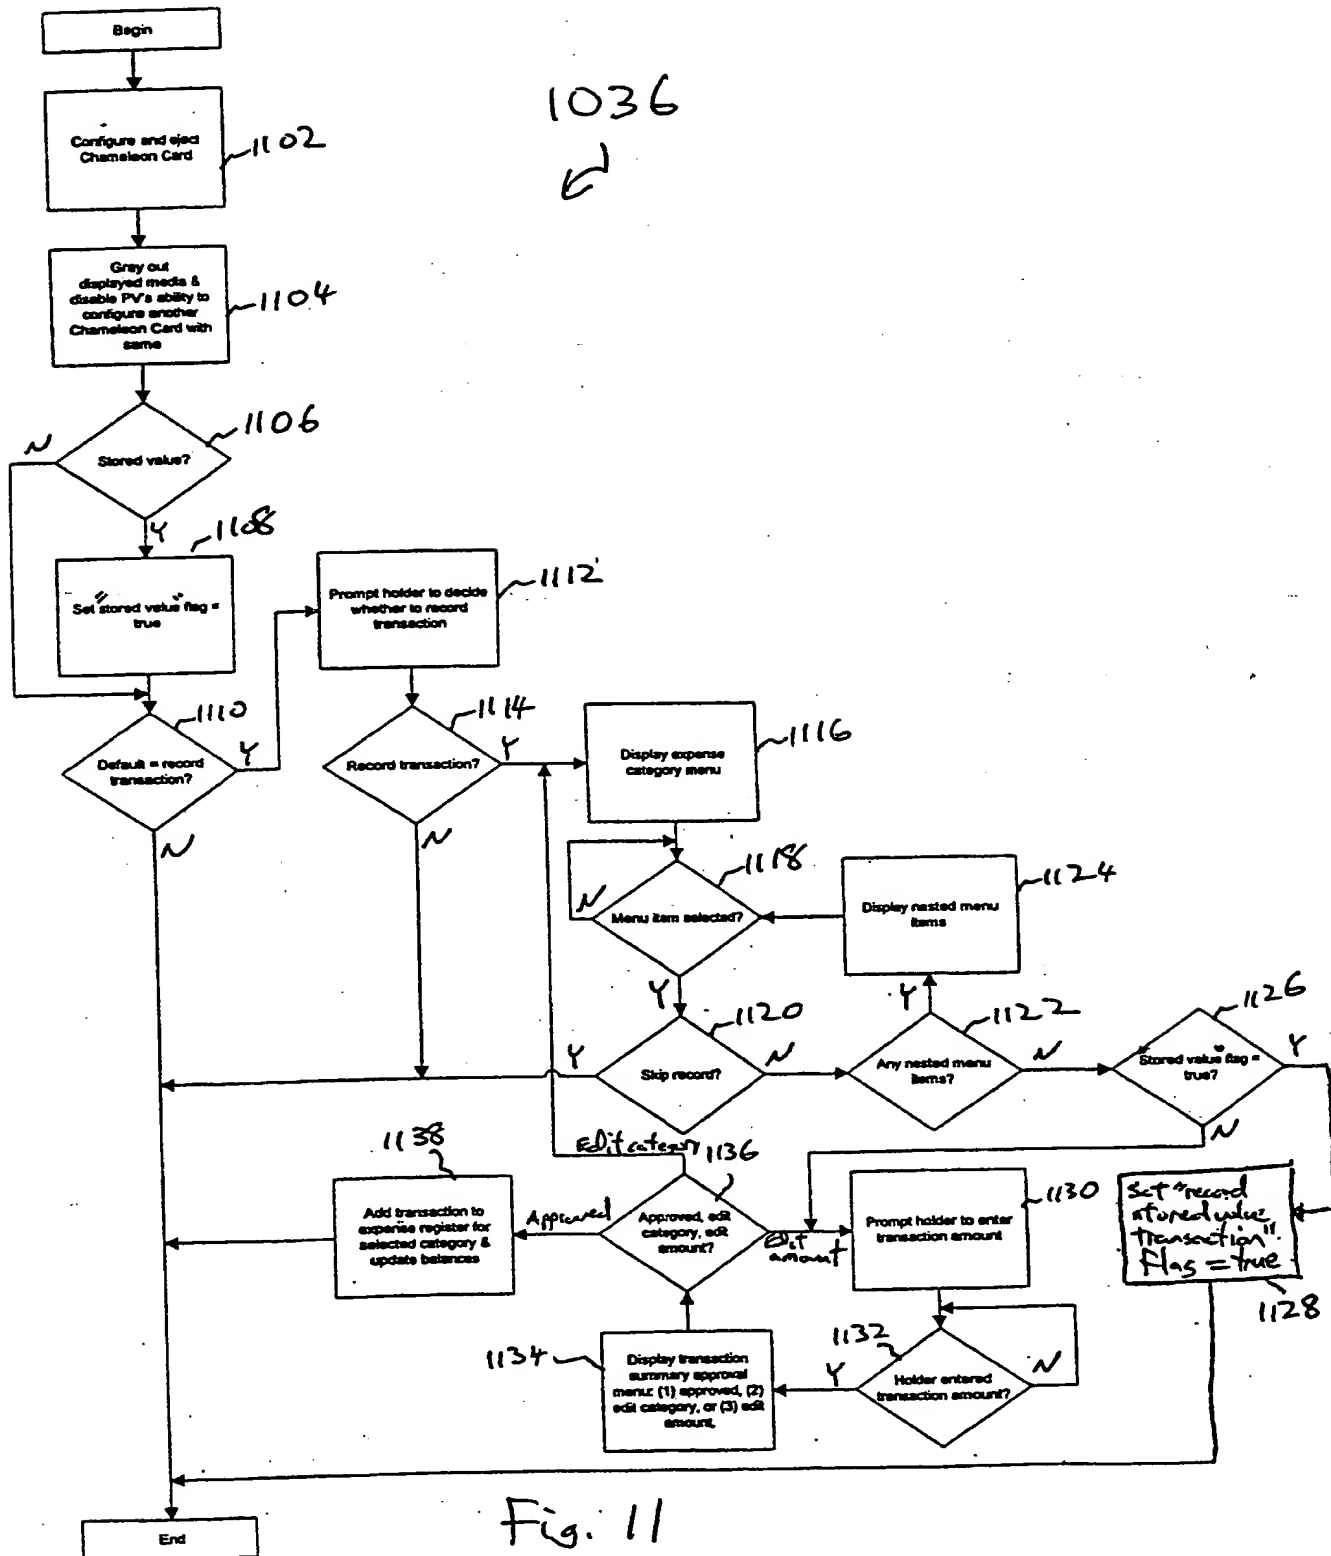 Begin
1036
Configure and eject
Chameleon Card
1102
Grey out
displayed media &
disable PV's ability to
configure another
Chameleon Card with
same
1104
1106
N
Stored value?
Y
1108
Set "stored value" flag =
true
Prompt holder to decide
whether to record
transaction
1112
1110
Default = record
transaction?
Y
N
1114
Record transaction?
Y
N
Display expense
category menu
1116
1118
Menu item selected?
N
Y
Display nested menu
items
1124
1120
Skip record?
Y
N
1122
Any nested menu
items?
Y
N
1126
"Stored value" flag =
true?
Y
N
1138
Add transaction to
expense register for
selected category &
update balances
Approved
Edit category
1136
Approved, edit
category, edit
amount?
Edit
amount
Prompt holder to enter
transaction amount
1130
Set "record
stored value
transaction"
Flag = true
1128
1134
Display transaction
summary approval
menu: (1) approved, (2)
edit category, or (3) edit
amount.
1132
Y
Holder entered
transaction amount?
N
End
Fig. 11